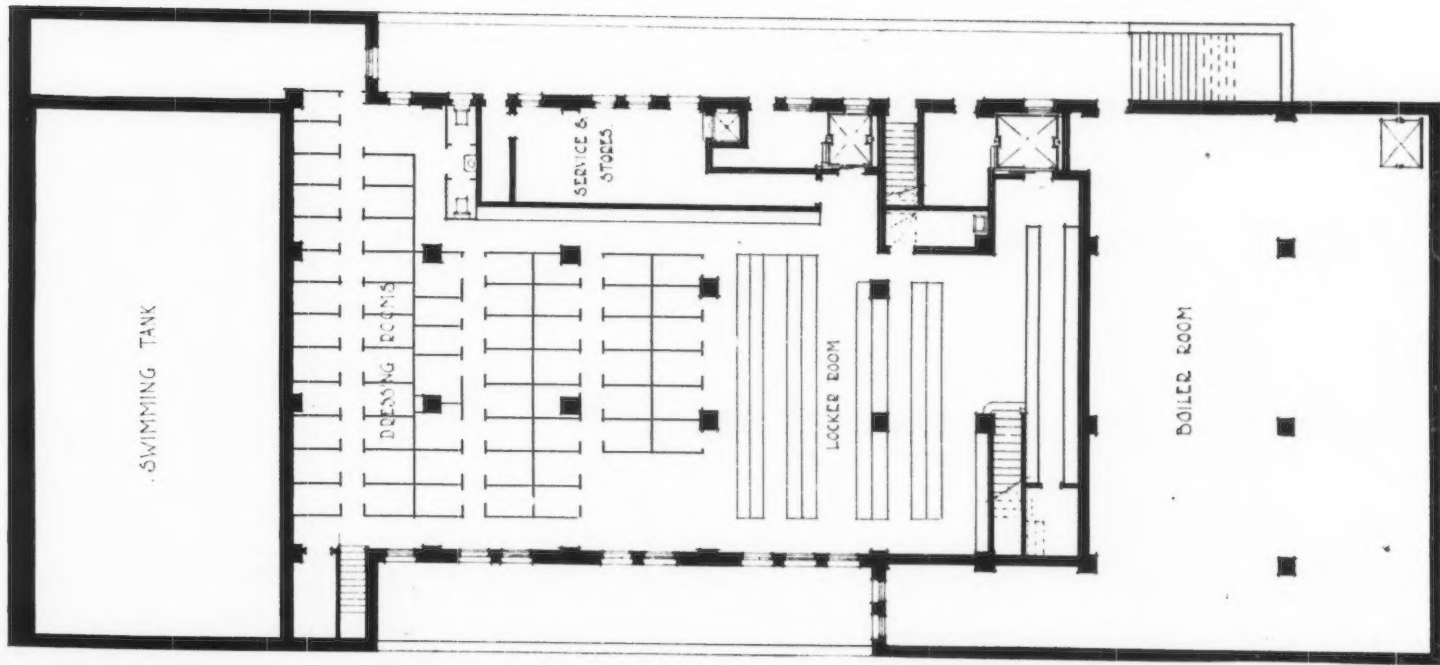 SWIMMING TANK
DRESSING ROOMS
SERVICE &
STORES.
LOCKER ROOM
BOILER ROOM